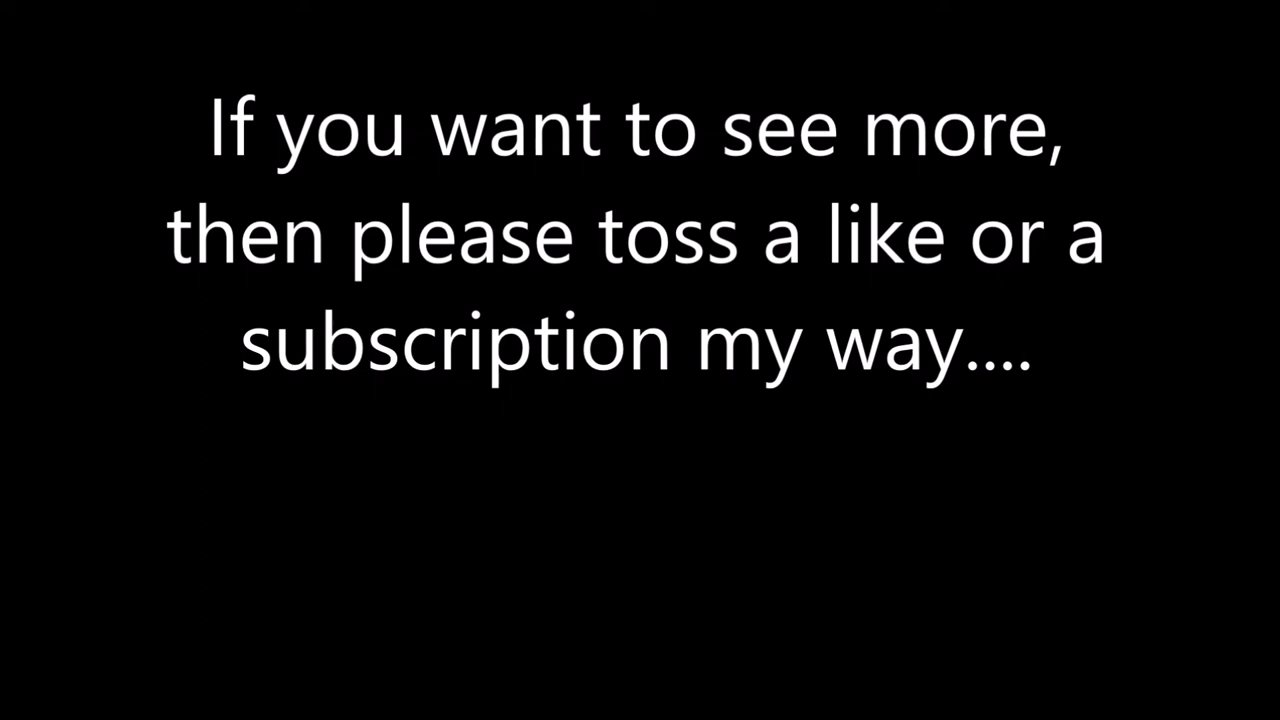 If you want to see more,
then please toss a like or a
subscription my way....